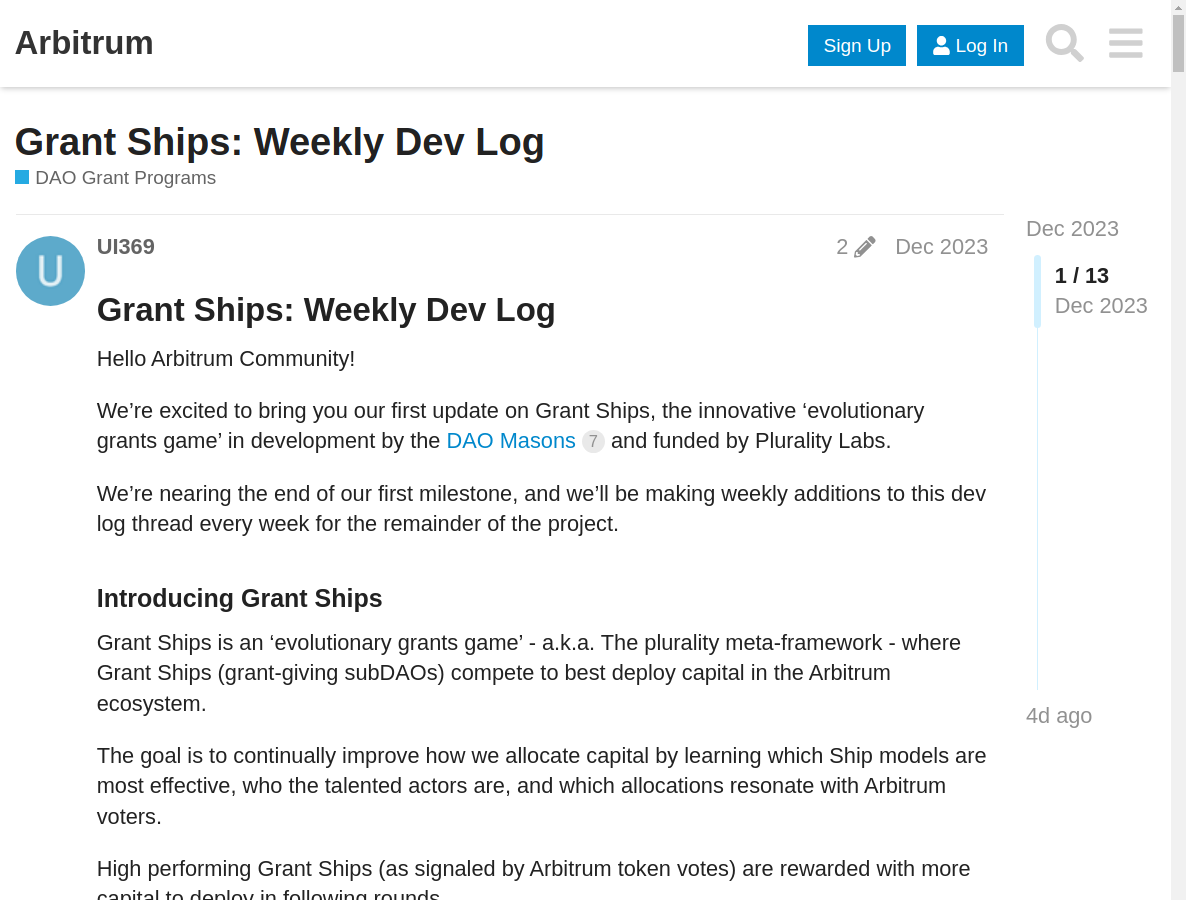 Arbitrum
Sign Up
Log In
Grant Ships: Weekly Dev Log
DAO Grant Programs
U
UI369
2
Dec 2023
Grant Ships: Weekly Dev Log
Hello Arbitrum Community!
We’re excited to bring you our first update on Grant Ships, the innovative ‘evolutionary
grants game’ in development by the DAO Masons 7 and funded by Plurality Labs.
We’re nearing the end of our first milestone, and we’ll be making weekly additions to this dev
log thread every week for the remainder of the project.
Introducing Grant Ships
Grant Ships is an ‘evolutionary grants game’ - a.k.a. The plurality meta-framework - where
Grant Ships (grant-giving subDAOs) compete to best deploy capital in the Arbitrum
ecosystem.
The goal is to continually improve how we allocate capital by learning which Ship models are
most effective, who the talented actors are, and which allocations resonate with Arbitrum
voters.
High performing Grant Ships (as signaled by Arbitrum token votes) are rewarded with more
capital to deploy in following rounds.
Dec 2023
1 / 13
Dec 2023
4d ago